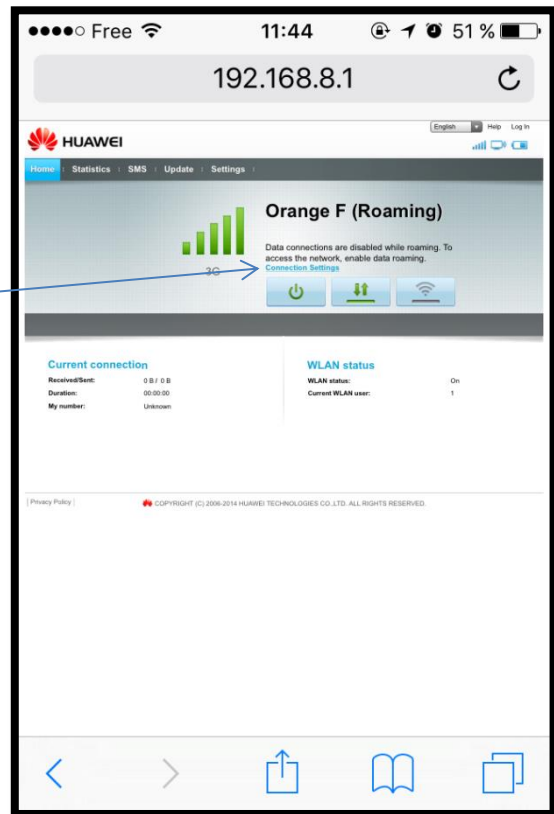 Free 11:44 51 %
192.168.8.1
English Help Log In
HUAWEI
Home Statistics SMS Update Settings
Orange F (Roaming)
Data connections are disabled while roaming. To
access the network, enable data roaming.
3G
Connection Settings
Current connection
Received/Sent: 0 B / 0 B
Duration: 00:00:00
My number: Unknown
WLAN status
WLAN status: On
Current WLAN user: 1
Privacy Policy
COPYRIGHT (C) 2006-2014 HUAWEI TECHNOLOGIES CO.,LTD. ALL RIGHTS RESERVED.